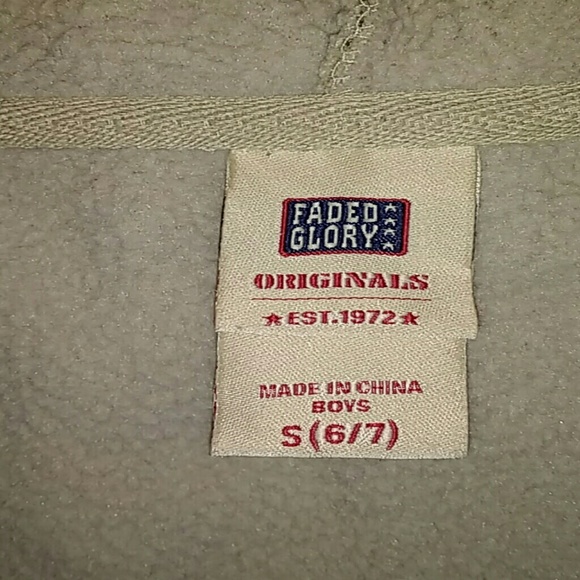 FADED
GLORY
ORIGINALS
★EST.1972★
MADE IN CHINA
BOYS
S (6/7)